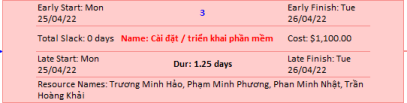 Early Start: Mon 25/04/22
3
Early Finish: Tue 26/04/22
Total Slack: 0 days
Name: Cài đặt / triển khai phần mềm
Cost: $1,100.00
Late Start: Mon 25/04/22
Dur: 1.25 days
Late Finish: Tue 26/04/22
Resource Names: Trương Minh Hảo, Phạm Minh Phương, Phan Minh Nhật, Trần
Hoàng Khải